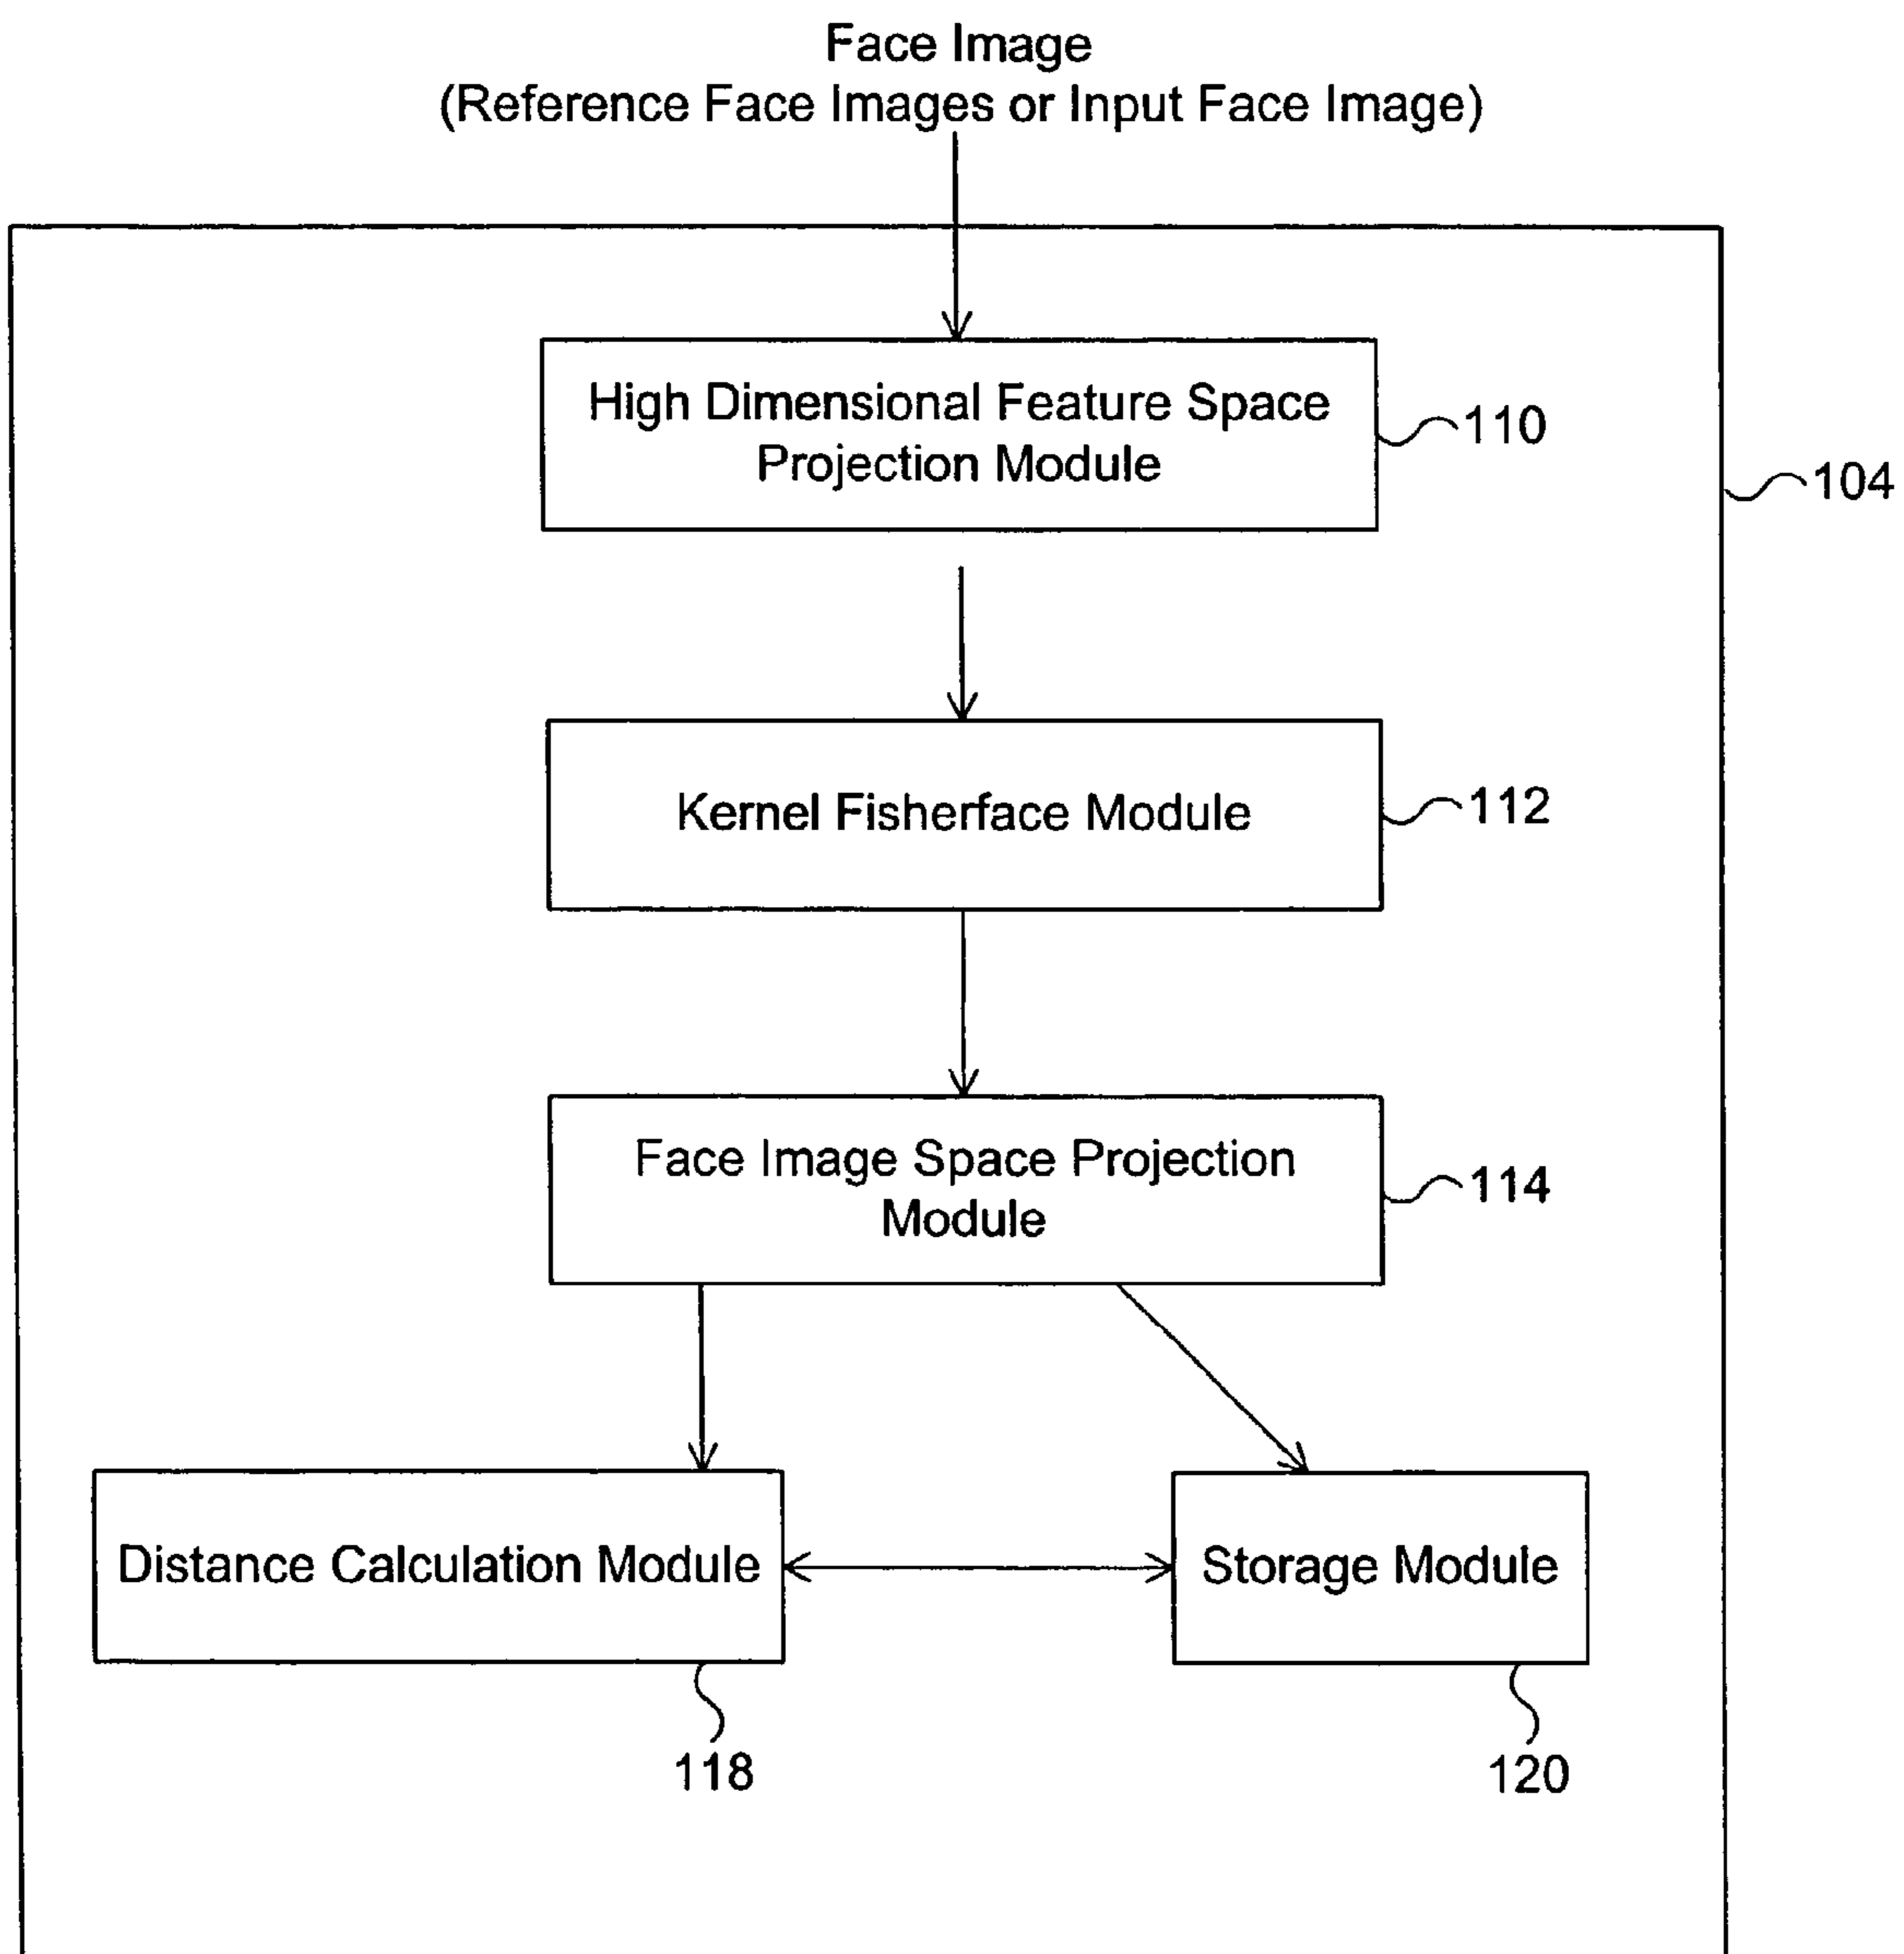 Face Image
(Reference Face Images or Input Face Image)
High Dimensional Feature Space
Projection Module
110
104
Kernel Fisherface Module
112
Face Image Space Projection
Module
114
Distance Calculation Module
Storage Module
118
120